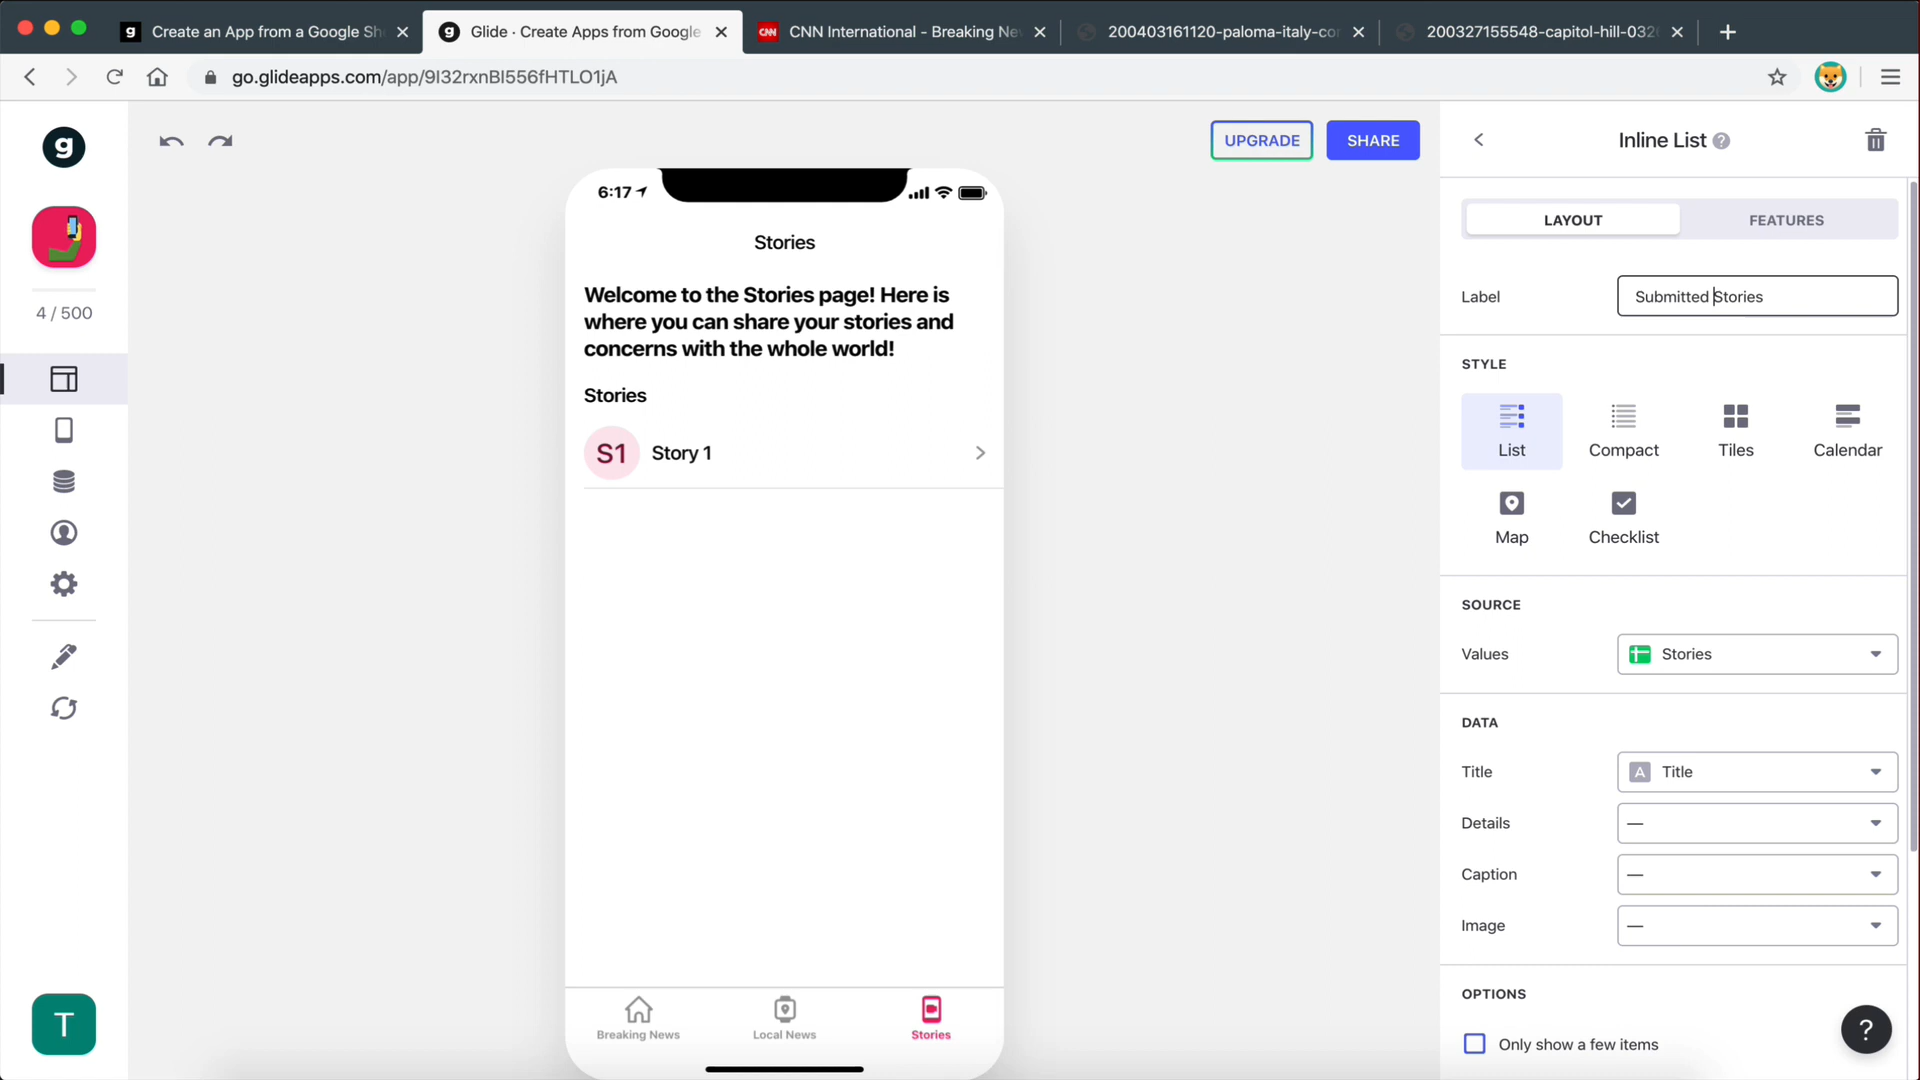 g Create an App from a Google Sh
g Glide · Create Apps from Google
CNN CNN International - Breaking Ne
200403161120-paloma-italy-cor
200327155548-capitol-hill-032
go.glideapps.com/app/9I32rxnBI556fHTLO1jA
g
4 / 500
T
UPGRADE
SHARE
6:17
Stories
Welcome to the Stories page! Here is
where you can share your stories and
concerns with the whole world!
Stories
S1 Story 1
Breaking News
Local News
Stories
Inline List ?
LAYOUT
FEATURES
Label
Submitted Stories
STYLE
List
Compact
Tiles
Calendar
Map
Checklist
SOURCE
Values
Stories
DATA
Title
A Title
Details
—
Caption
—
Image
—
OPTIONS
Only show a few items
?